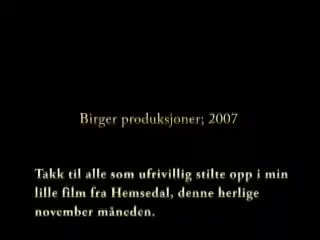 Birger produksjoner; 2007
Takk til alle som ufrivillig stilte opp i min
lille film fra Hemsedal, denne herlige
november måneden.